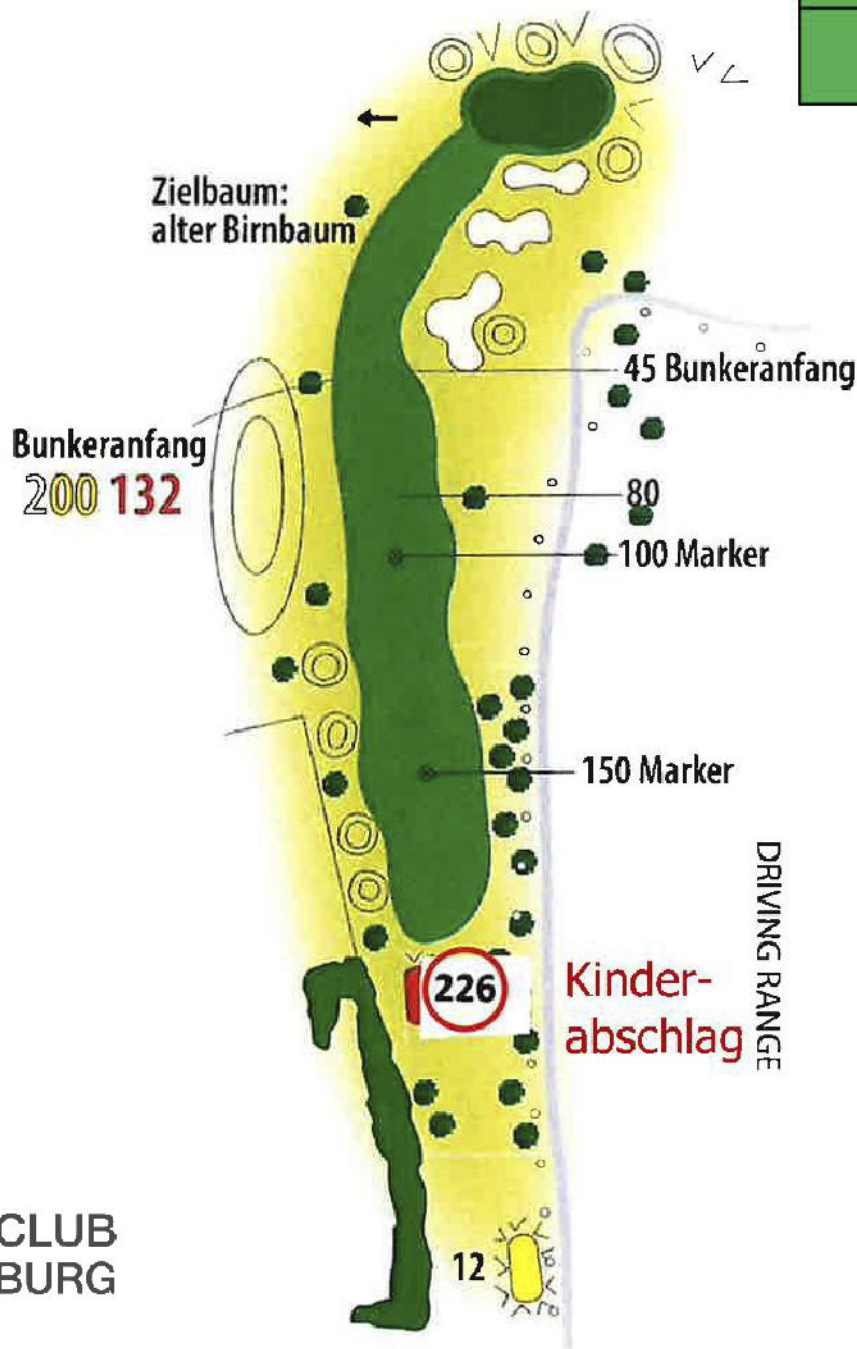 Zielbaum:
alter Birnbaum
45 Bunkeranfang
Bunkeranfang
200 132
80
100 Marker
150 Marker
DRIVING RANGE
226
Kinder-
abschlag
CLUB
BURG
12